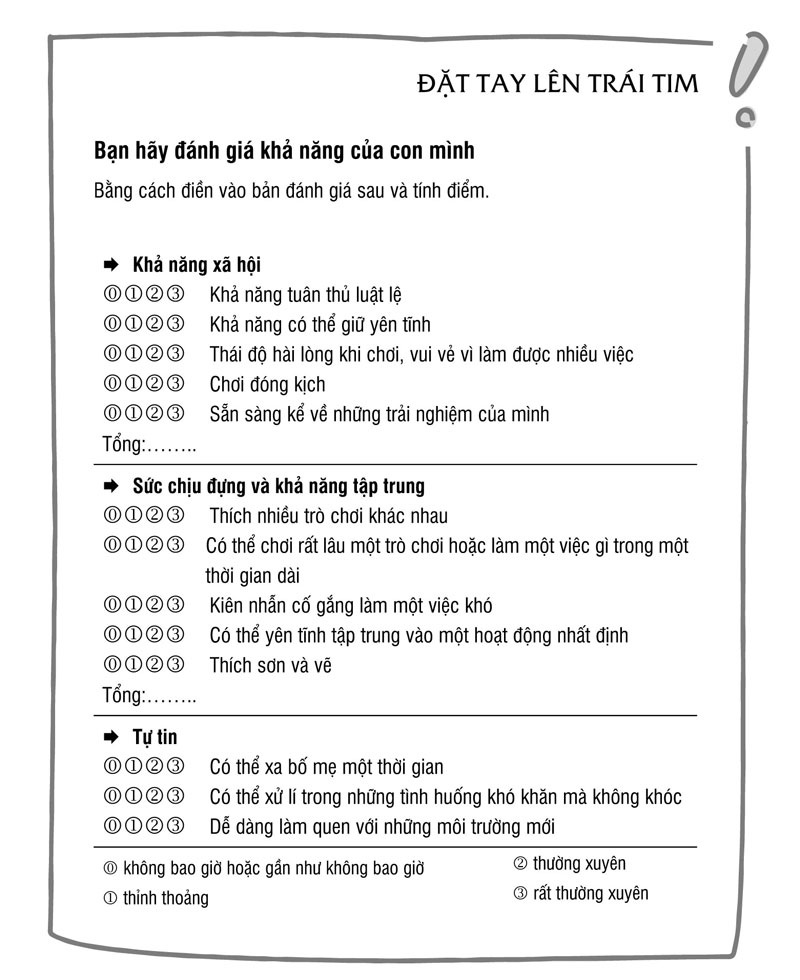 ĐẶT TAY LÊN TRÁI TIM
Bạn hãy đánh giá khả năng của con mình
Bằng cách điền vào bản đánh giá sau và tính điểm.
➡ Khả năng xã hội
⓪①②③ Khả năng tuân thủ luật lệ
⓪①②③ Khả năng có thể giữ yên tĩnh
⓪①②③ Thái độ hài lòng khi chơi, vui vẻ vì làm được nhiều việc
⓪①②③ Chơi đóng kịch
⓪①②③ Sẵn sàng kể về những trải nghiệm của mình
Tổng:……..
➡ Sức chịu đựng và khả năng tập trung
⓪①②③ Thích nhiều trò chơi khác nhau
⓪①②③ Có thể chơi rất lâu một trò chơi hoặc làm một việc gì trong một
thời gian dài
⓪①②③ Kiên nhẫn cố gắng làm một việc khó
⓪①②③ Có thể yên tĩnh tập trung vào một hoạt động nhất định
⓪①②③ Thích sơn và vẽ
Tổng:……..
➡ Tự tin
⓪①②③ Có thể xa bố mẹ một thời gian
⓪①②③ Có thể xử lí trong những tình huống khó khăn mà không khóc
⓪①②③ Dễ dàng làm quen với những môi trường mới
⓪ không bao giờ hoặc gần như không bao giờ
① thỉnh thoảng
② thường xuyên
③ rất thường xuyên